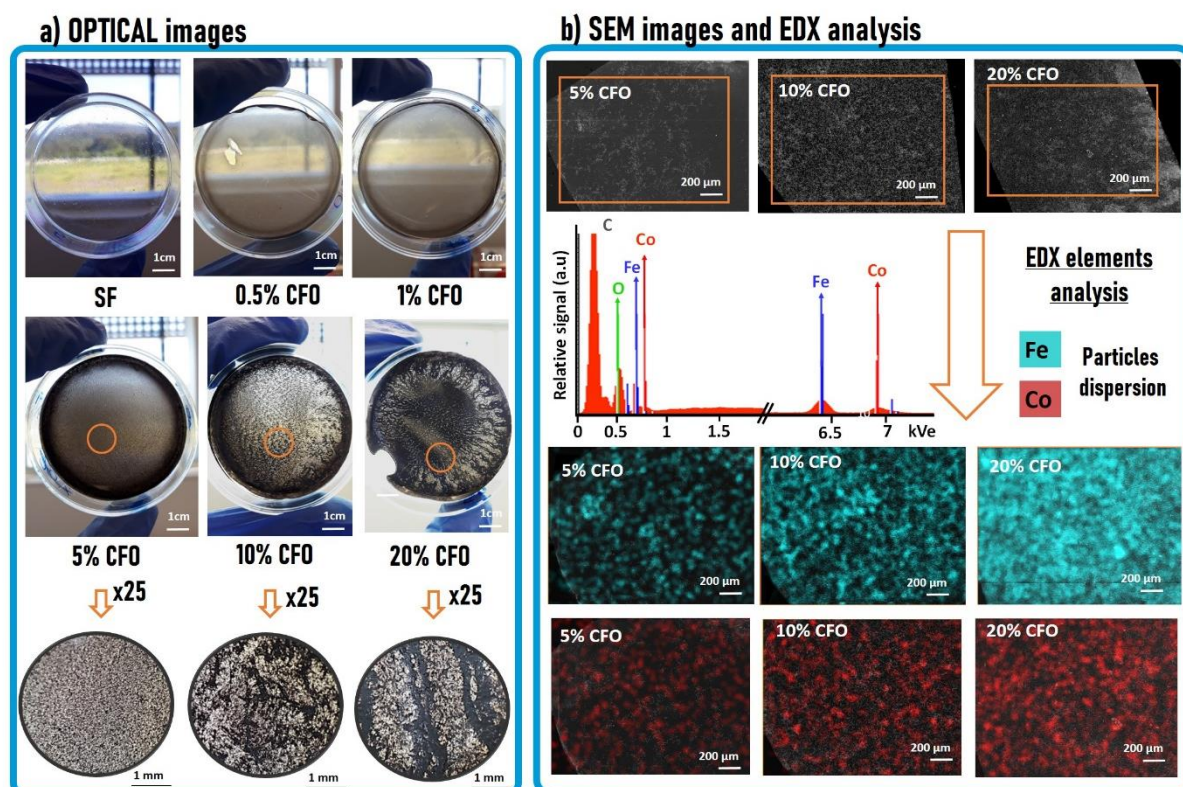 a) OPTICAL images
1cm
1cm
1cm
SF
0.5% CFO
1% CFO
1cm
1cm
1cm
5% CFO
10% CFO
20% CFO
x25
x25
x25
1 mm
1 mm
1 mm
b) SEM images and EDX analysis
5% CFO
10% CFO
20% CFO
200 µm
200 µm
200 µm
Relative signal (a.u)
C
O
Fe
Co
Fe
Co
0
0.5
1
1.5
6.5
7
kVe
EDX elements
analysis
Fe
Co
Particles
dispersion
5% CFO
10% CFO
20% CFO
200 µm
200 µm
200 µm
5% CFO
10% CFO
20% CFO
200 µm
200 µm
200 µm